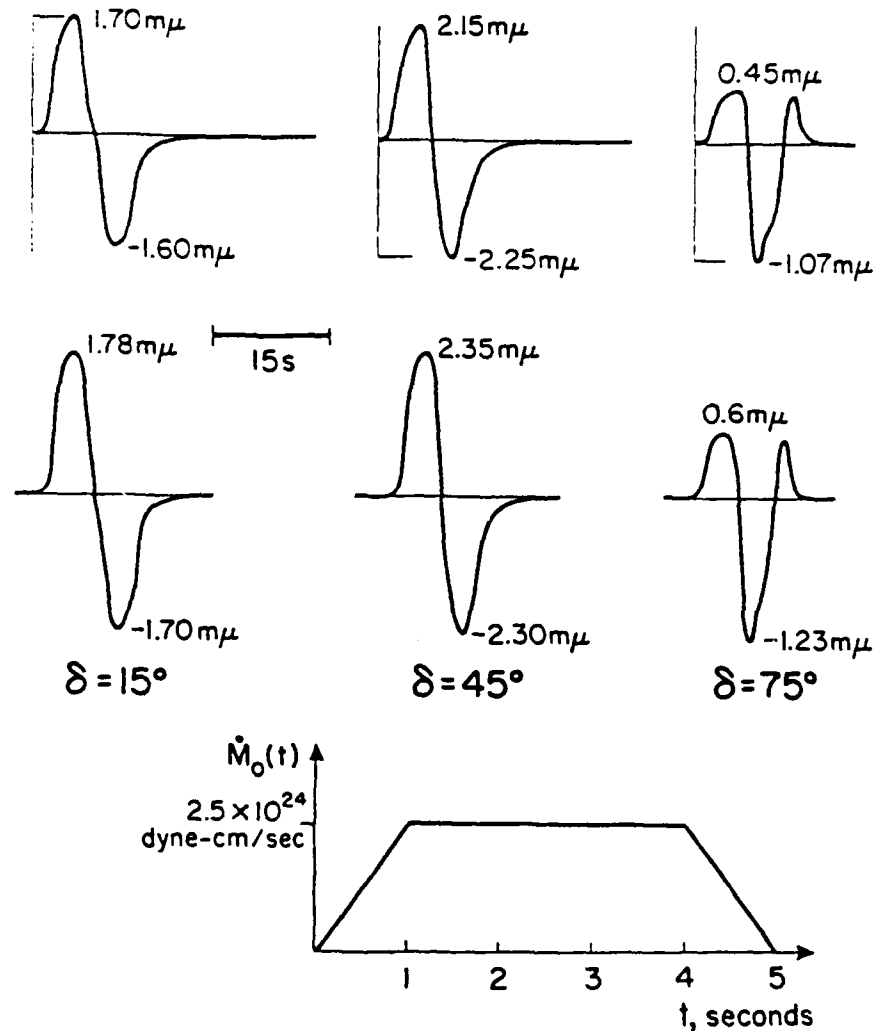 1.70mμ 2.15mμ 0.45mμ
-1.60mμ -2.25mμ -1.07mμ
1.78mμ 2.35mμ 0.6mμ
15s
-1.70mμ -2.30mμ -1.23mμ
δ=15° δ=45° δ=75°
Ṁ₀(t)
2.5×10²⁴
dyne-cm/sec
1 2 3 4 5
t, seconds